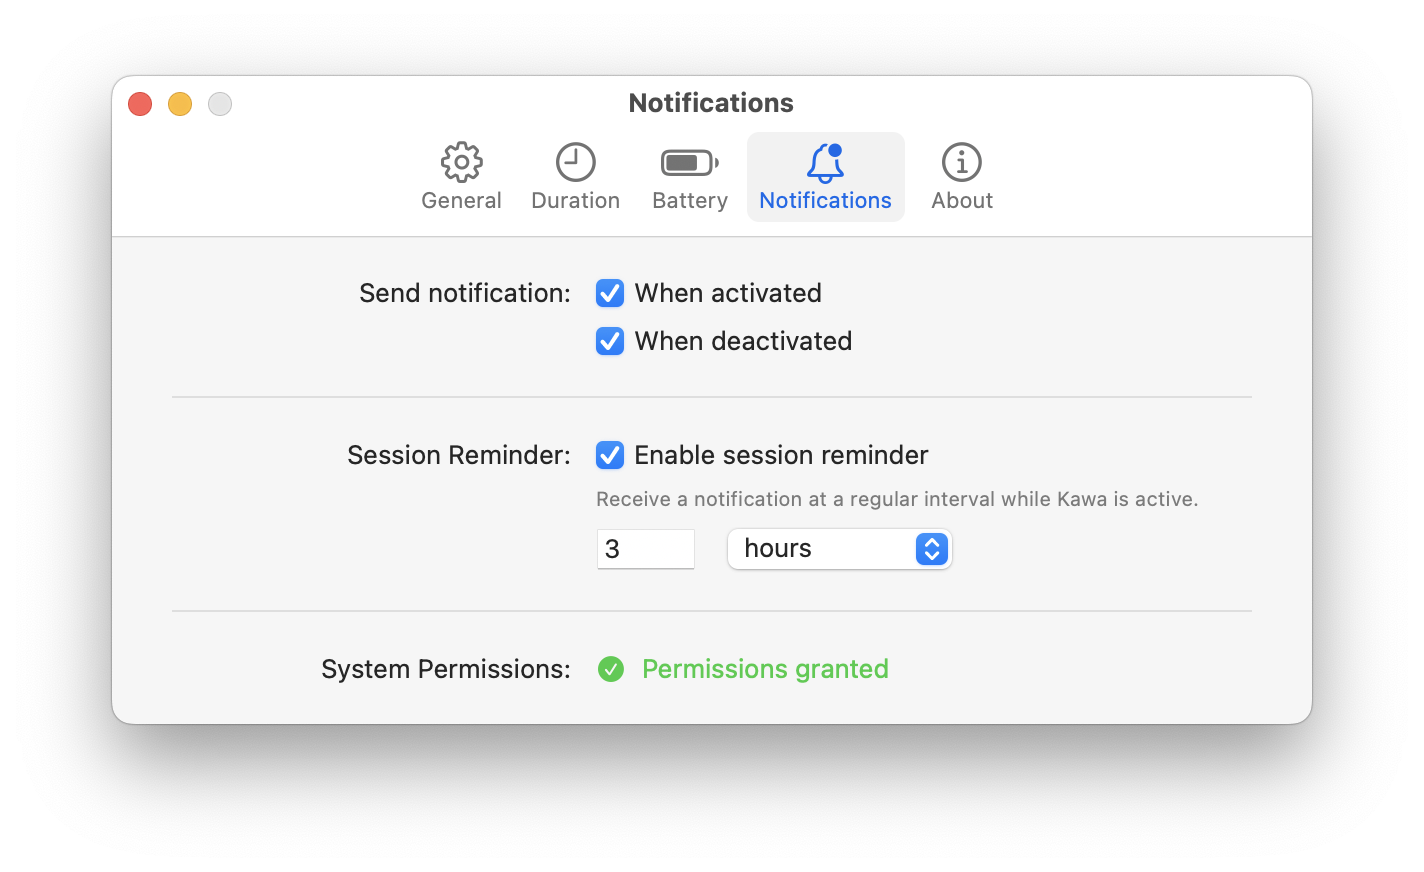 Notifications
General Duration Battery Notifications About
Send notification: When activated
When deactivated
Session Reminder: Enable session reminder
Receive a notification at a regular interval while Kawa is active.
3 hours
System Permissions: Permissions granted